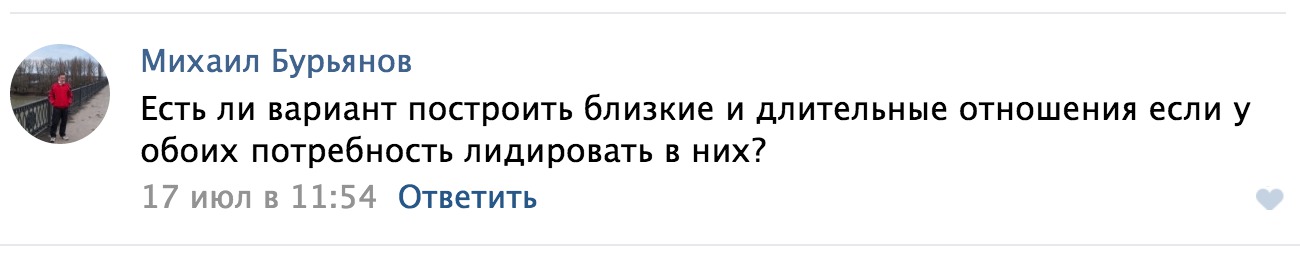 Михаил Бурьянов
Есть ли вариант построить близкие и длительные отношения если у
обоих потребность лидировать в них?
17 июл в 11:54 Ответить